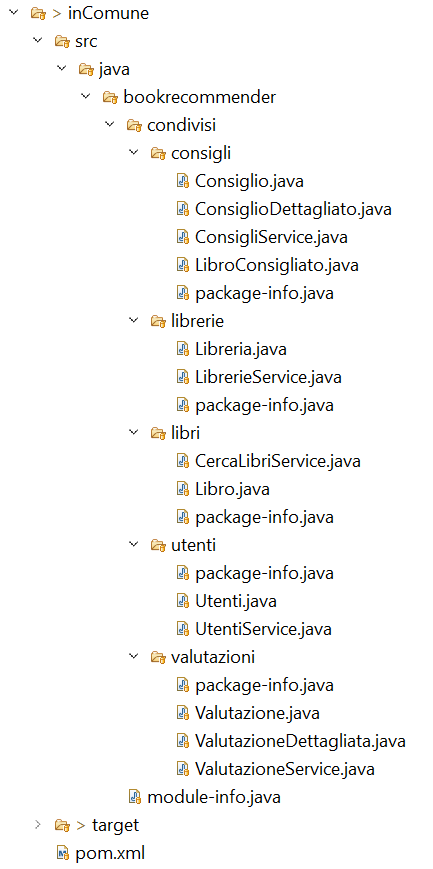 > inComune
src
java
bookrecommender
condivisi
consigli
Consiglio.java
ConsiglioDettagliato.java
ConsigliService.java
LibroConsigliato.java
package-info.java
librerie
Libreria.java
LibrerieService.java
package-info.java
libri
CercaLibriService.java
Libro.java
package-info.java
utenti
package-info.java
Utenti.java
UtentiService.java
valutazioni
package-info.java
Valutazione.java
ValutazioneDettagliata.java
ValutazioneService.java
module-info.java
> target
pom.xml